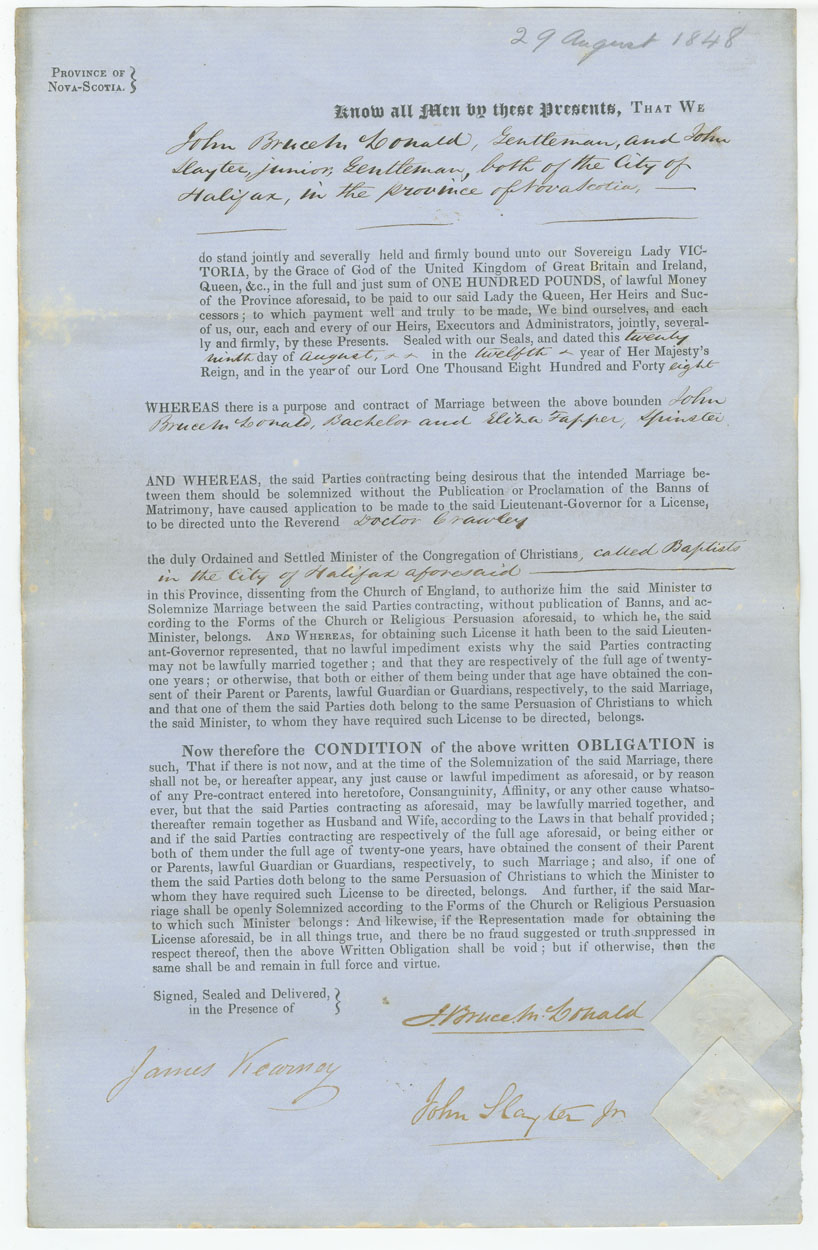 29 August 1848
PROVINCE OF
NOVA-SCOTIA.
Know all Men by these Presents, THAT WE
John Bruce McDonald, Gentleman, and John
Slayter, junior, Gentleman, both of the City of
Halifax, in the province of Nova Scotia,
do stand jointly and severally held and firmly bound unto our Sovereign Lady VIC-
TORIA, by the Grace of God of the United Kingdom of Great Britain and Ireland,
Queen, &c., in the full and just sum of ONE HUNDRED POUNDS, of lawful Money
of the Province aforesaid, to be paid to our said Lady the Queen, Her Heirs and Suc-
cessors; to which payment well and truly to be made, We bind ourselves, and each
of us, our, each and every of our Heirs, Executors and Administrators, jointly, several-
ly and firmly, by these Presents. Sealed with our Seals, and dated this twenty
ninth day of August, in the twelfth year of Her Majesty's
Reign, and in the year of our Lord One Thousand Eight Hundred and Forty eight
WHEREAS there is a purpose and contract of Marriage between the above bounden John
Bruce McDonald, Bachelor and Eliza Tapper, Spinster
AND WHEREAS, the said Parties contracting being desirous that the intended Marriage be-
tween them should be solemnized without the Publication or Proclamation of the Banns of
Matrimony, have caused application to be made to the said Lieutenant-Governor for a License,
to be directed unto the Reverend Doctor Crawley
the duly Ordained and Settled Minister of the Congregation of Christians, called Baptists
in the City of Halifax aforesaid
in this Province, dissenting from the Church of England, to authorize him the said Minister to
Solemnize Marriage between the said Parties contracting, without publication of Banns, and ac-
cording to the Forms of the Church or Religious Persuasion aforesaid, to which he, the said
Minister, belongs. AND WHEREAS, for obtaining such License it hath been to the said Lieuten-
ant-Governor represented, that no lawful impediment exists why the said Parties contracting
may not be lawfully married together; and that they are respectively of the full age of twenty-
one years; or otherwise, that both or either of them being under that age have obtained the con-
sent of their Parent or Parents, lawful Guardian or Guardians, respectively, to the said Marriage,
and that one of them the said Parties doth belong to the same Persuasion of Christians to which
the said Minister, to whom they have required such License to be directed, belongs.
Now therefore the CONDITION of the above written OBLIGATION is
such, That if there is not now, and at the time of the Solemnization of the said Marriage, there
shall not be, or hereafter appear, any just cause or lawful impediment as aforesaid, or by reason
of any Pre-contract entered into heretofore, Consanguinity, Affinity, or any other cause whatso-
ever, but that the said Parties contracting as aforesaid, may be lawfully married together, and
thereafter remain together as Husband and Wife, according to the Laws in that behalf provided;
and if the said Parties contracting are respectively of the full age aforesaid, or being either or
both of them under the full age of twenty-one years, have obtained the consent of their Parent
or Parents, lawful Guardian or Guardians, respectively, to such Marriage; and also, if one of
them the said Parties doth belong to the same Persuasion of Christians to which the Minister to
whom they have required such License to be directed, belongs. And further, if the said Mar-
riage shall be openly Solemnized according to the Forms of the Church or Religious Persuasion
to which such Minister belongs: And likewise, if the Representation made for obtaining the
License aforesaid, be in all things true, and there be no fraud suggested or truth suppressed in
respect thereof, then the above Written Obligation shall be void; but if otherwise, then the
same shall be and remain in full force and virtue.
Signed, Sealed and Delivered,
in the Presence of
J. Bruce McDonald
James Kearney
John Slayter Jr